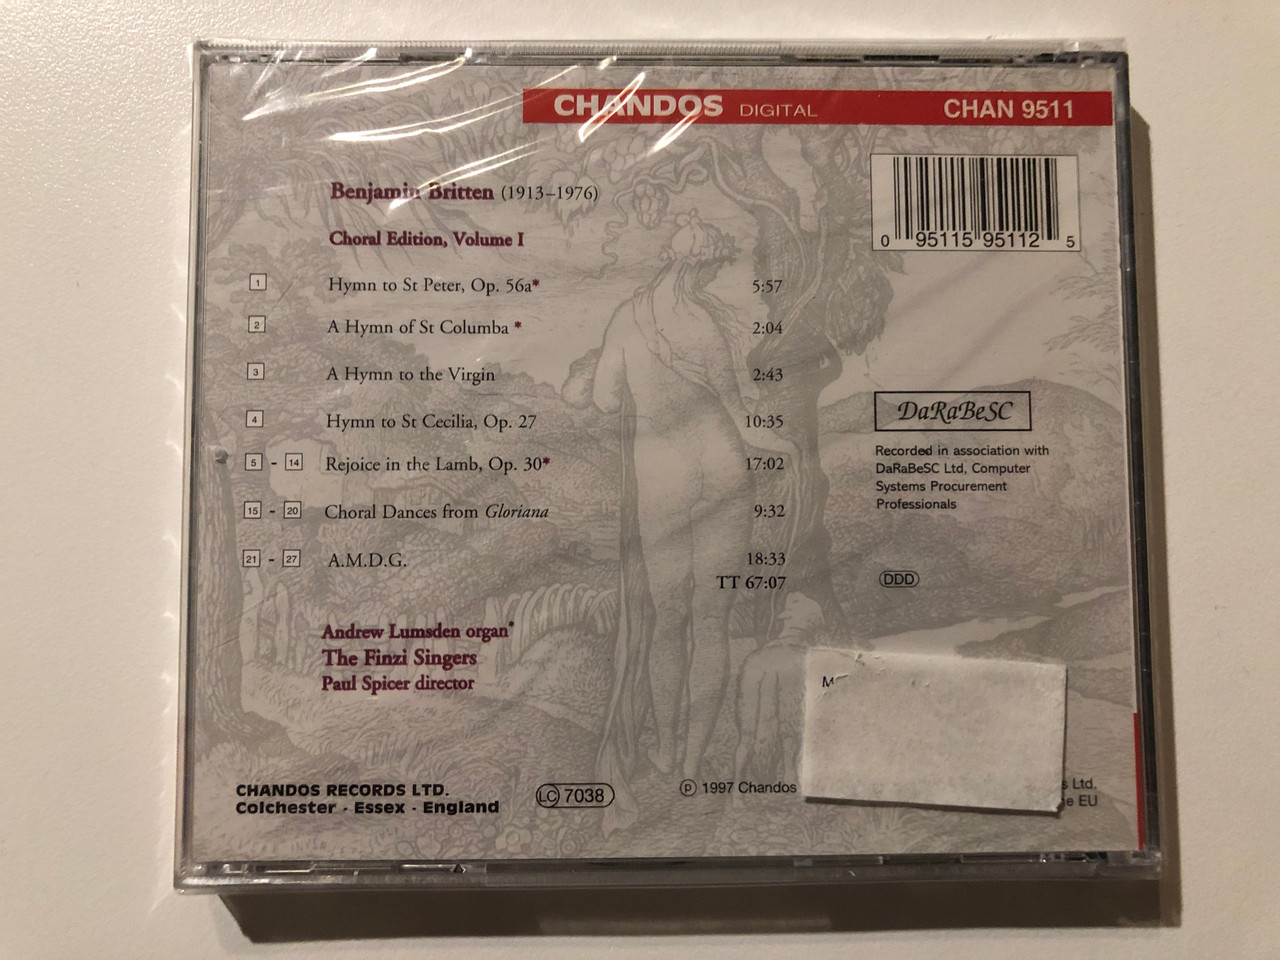 CHANDOS DIGITAL CHAN 9511
0 95115 95112 5
Benjamin Britten (1913–1976)
Choral Edition, Volume I
1 Hymn to St Peter, Op. 56a* 5:57
2 A Hymn of St Columba * 2:04
3 A Hymn to the Virgin 2:43
4 Hymn to St Cecilia, Op. 27 10:35
5 - 14 Rejoice in the Lamb, Op. 30* 17:02
15 - 20 Choral Dances from Gloriana 9:32
21 - 27 A.M.D.G. 18:33
TT 67:07
DaRaBeSC
Recorded in association with
DaRaBeSC Ltd, Computer
Systems Procurement
Professionals
DDD
Andrew Lumsden organ*
The Finzi Singers
Paul Spicer director
CHANDOS RECORDS LTD.
Colchester - Essex - England
LC 7038
℗ 1997 Chandos
Ltd.
EU